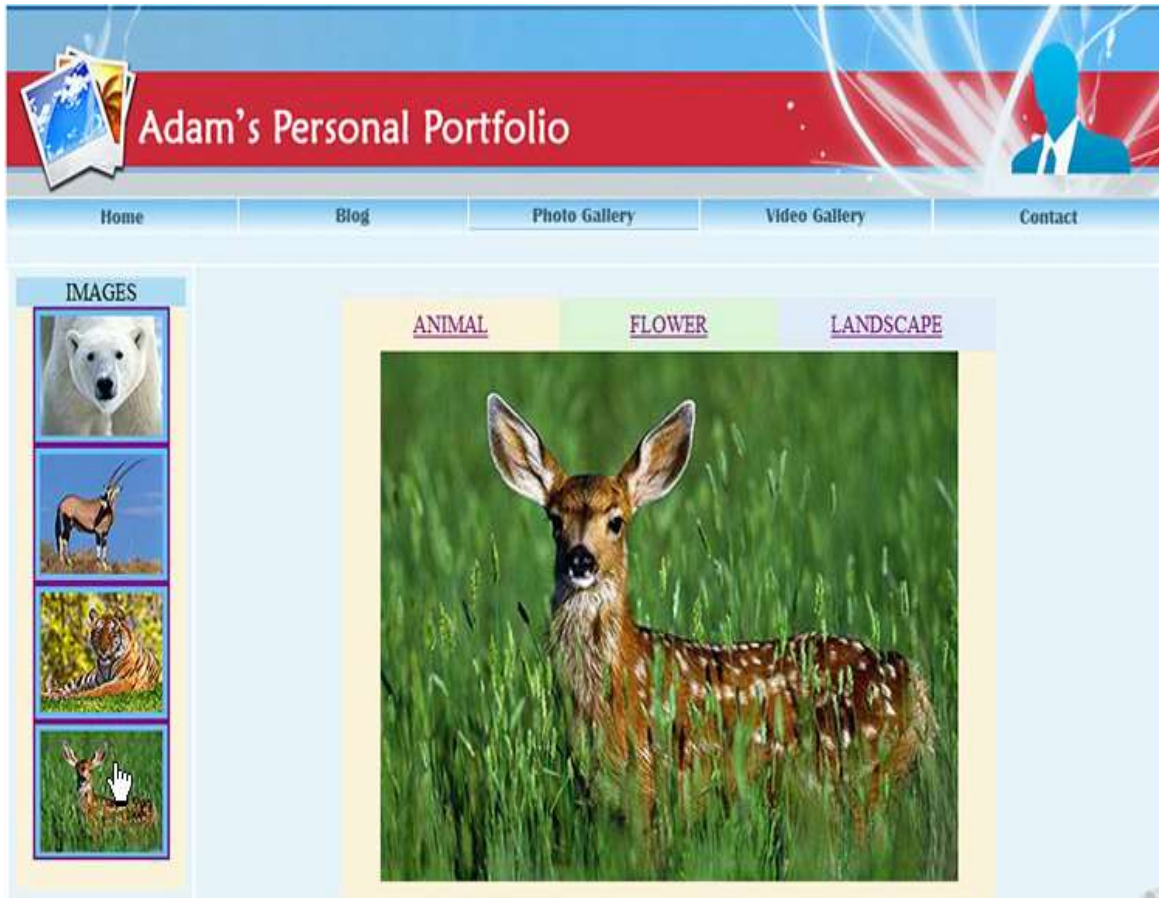 Adam's Personal Portfolio
Home Blog Photo Gallery Video Gallery Contact
IMAGES
ANIMAL FLOWER LANDSCAPE